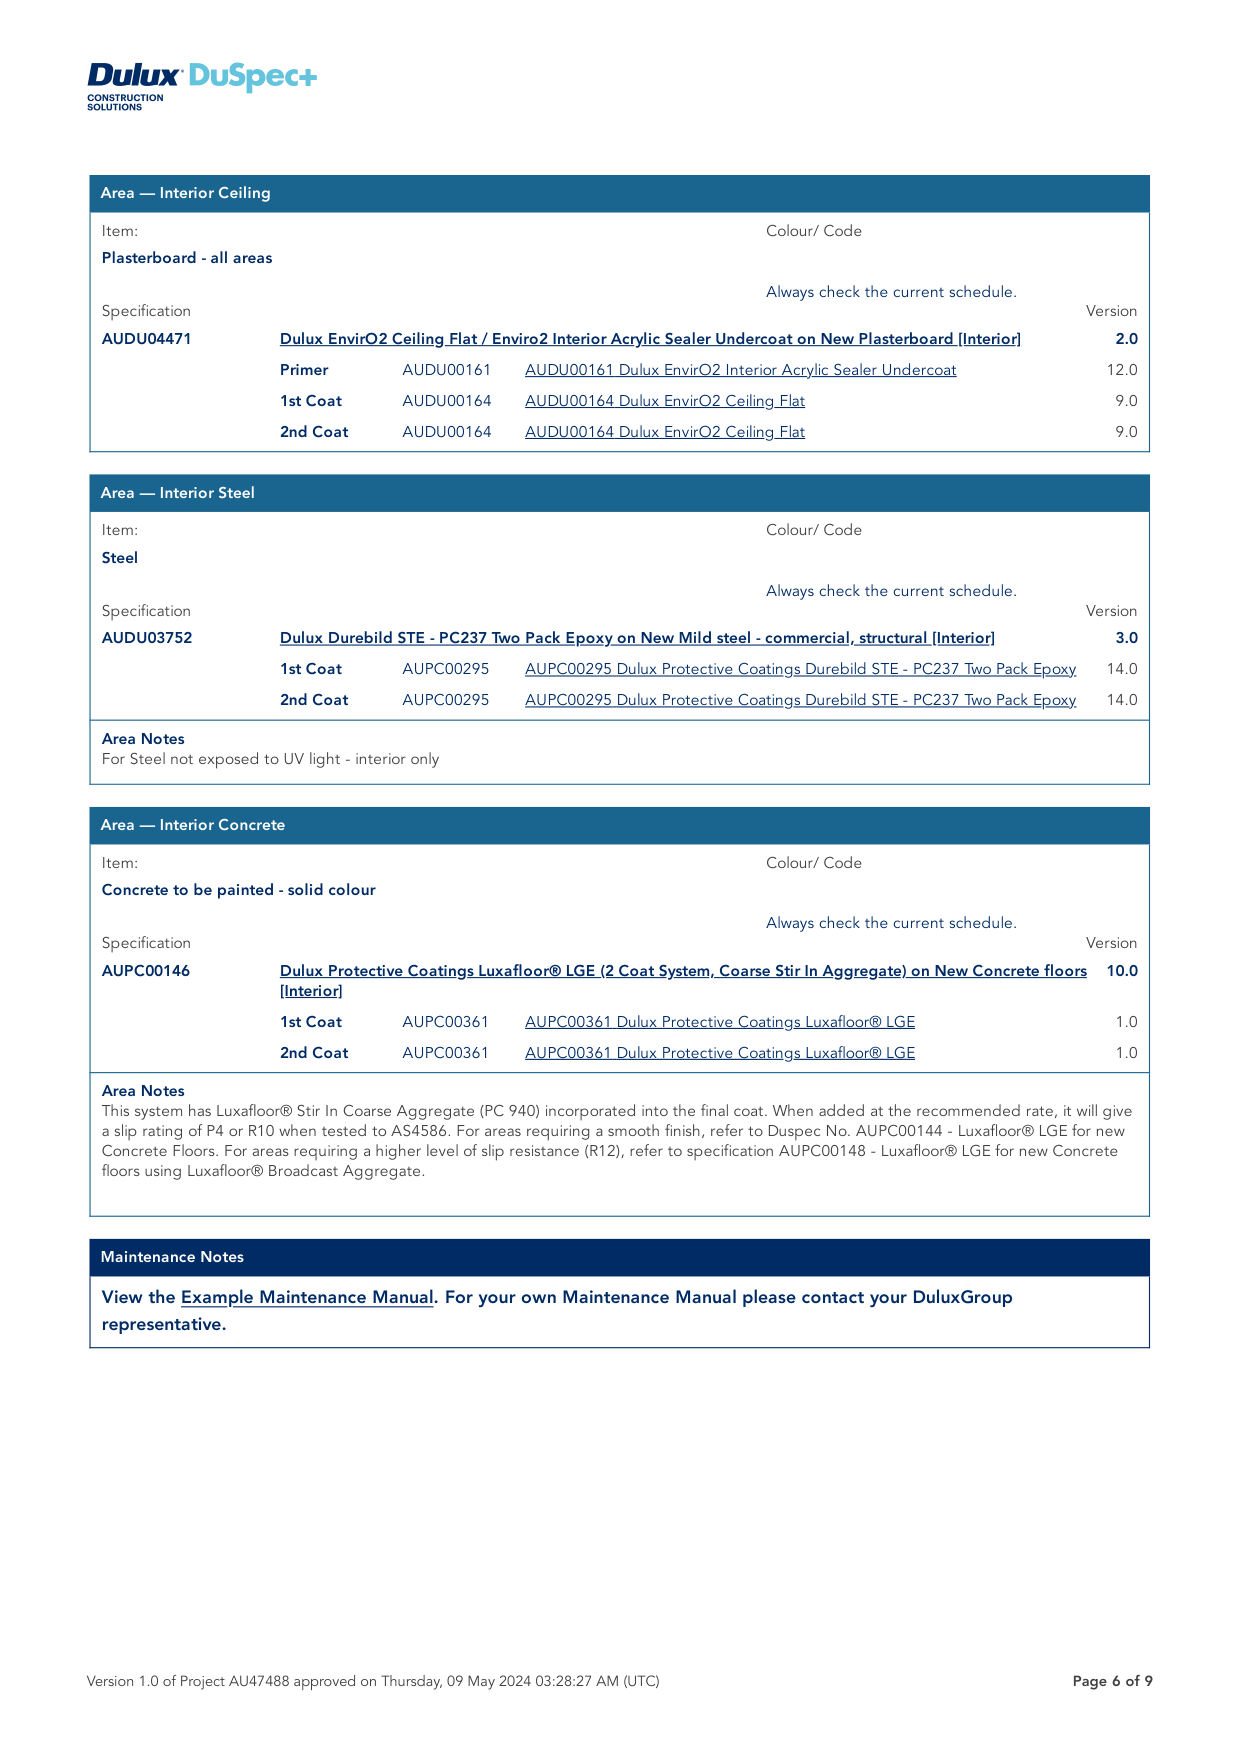 Dulux DuSpec+
CONSTRUCTION
SOLUTIONS
Area — Interior Ceiling
Item: Colour/ Code
Plasterboard - all areas
Always check the current schedule.
Specification Version
AUDU04471 Dulux EnvirO2 Ceiling Flat / Enviro2 Interior Acrylic Sealer Undercoat on New Plasterboard [Interior] 2.0
Primer AUDU00161 AUDU00161 Dulux EnvirO2 Interior Acrylic Sealer Undercoat 12.0
1st Coat AUDU00164 AUDU00164 Dulux EnvirO2 Ceiling Flat 9.0
2nd Coat AUDU00164 AUDU00164 Dulux EnvirO2 Ceiling Flat 9.0
Area — Interior Steel
Item: Colour/ Code
Steel
Always check the current schedule.
Specification Version
AUDU03752 Dulux Durebild STE - PC237 Two Pack Epoxy on New Mild steel - commercial, structural [Interior] 3.0
1st Coat AUPC00295 AUPC00295 Dulux Protective Coatings Durebild STE - PC237 Two Pack Epoxy 14.0
2nd Coat AUPC00295 AUPC00295 Dulux Protective Coatings Durebild STE - PC237 Two Pack Epoxy 14.0
Area Notes
For Steel not exposed to UV light - interior only
Area — Interior Concrete
Item: Colour/ Code
Concrete to be painted - solid colour
Always check the current schedule.
Specification Version
AUPC00146 Dulux Protective Coatings Luxafloor® LGE (2 Coat System, Coarse Stir In Aggregate) on New Concrete floors 10.0
[Interior]
1st Coat AUPC00361 AUPC00361 Dulux Protective Coatings Luxafloor® LGE 1.0
2nd Coat AUPC00361 AUPC00361 Dulux Protective Coatings Luxafloor® LGE 1.0
Area Notes
This system has Luxafloor® Stir In Coarse Aggregate (PC 940) incorporated into the final coat. When added at the recommended rate, it will give
a slip rating of P4 or R10 when tested to AS4586. For areas requiring a smooth finish, refer to Duspec No. AUPC00144 - Luxafloor® LGE for new
Concrete Floors. For areas requiring a higher level of slip resistance (R12), refer to specification AUPC00148 - Luxafloor® LGE for new Concrete
floors using Luxafloor® Broadcast Aggregate.
Maintenance Notes
View the Example Maintenance Manual. For your own Maintenance Manual please contact your DuluxGroup
representative.
Version 1.0 of Project AU47488 approved on Thursday, 09 May 2024 03:28:27 AM (UTC) Page 6 of 9